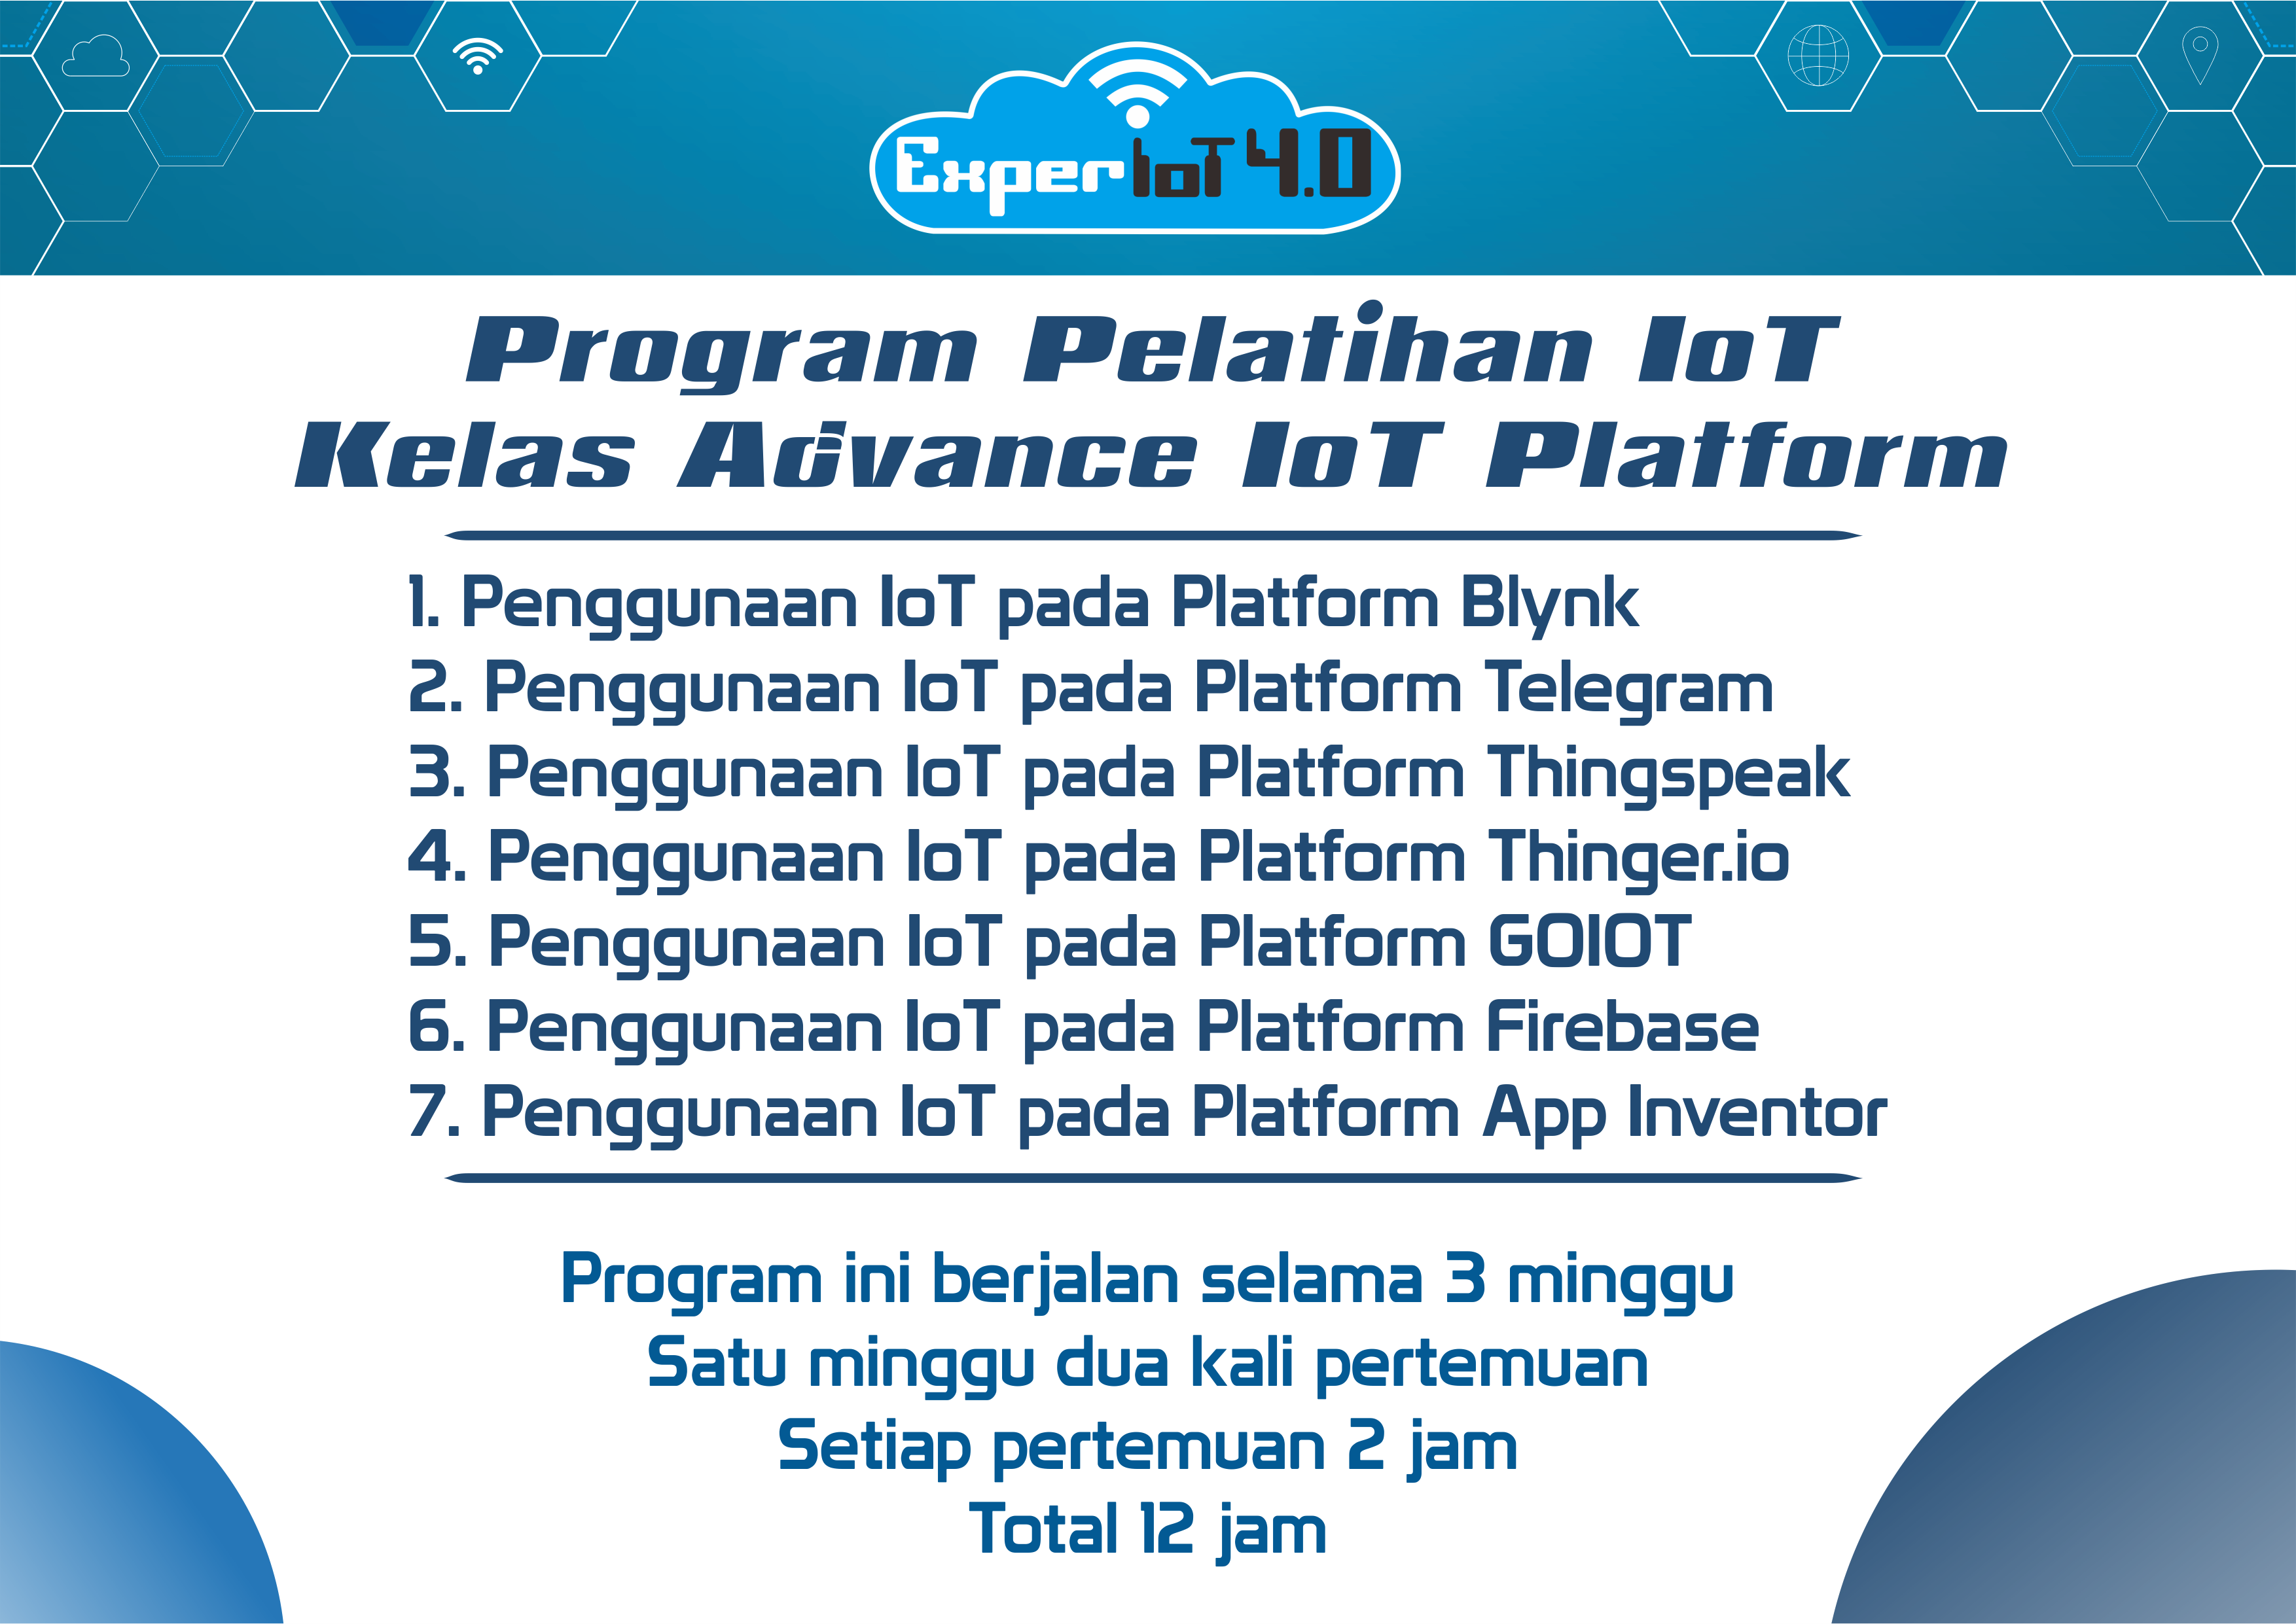 ExperIoT 4.0
Program Pelatihan IoT
Kelas Advance IoT Platform
1. Penggunaan IoT pada Platform Blynk
2. Penggunaan IoT pada Platform Telegram
3. Penggunaan IoT pada Platform Thingspeak
4. Penggunaan IoT pada Platform Thinger.io
5. Penggunaan IoT pada Platform GOIOT
6. Penggunaan IoT pada Platform Firebase
7. Penggunaan IoT pada Platform App Inventor
Program ini berjalan selama 3 minggu
Satu minggu dua kali pertemuan
Setiap pertemuan 2 jam
Total 12 jam